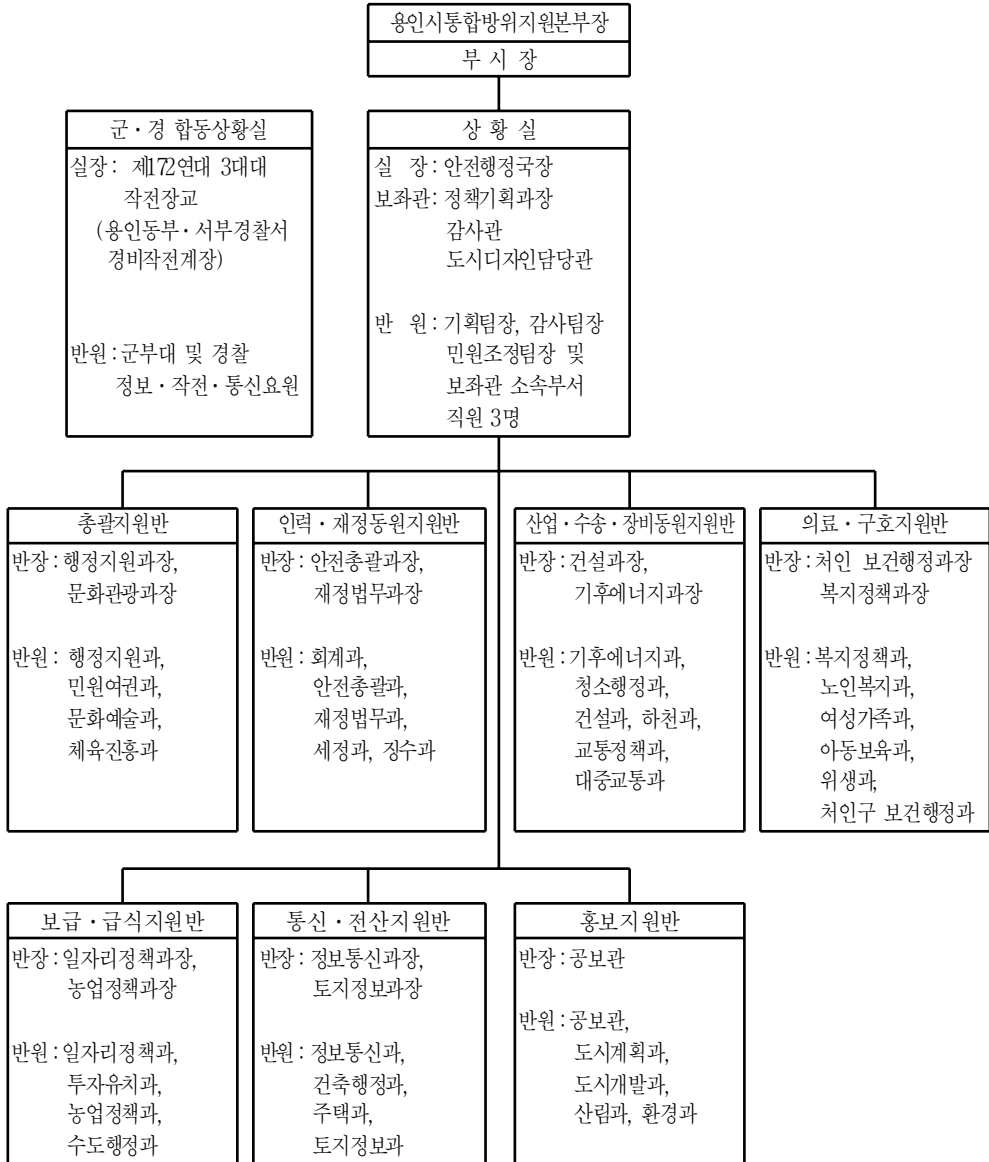 용인시통합방위지원본부장
부 시 장
군·경 합동상황실
실장: 제172연대 3대대
작전장교
(용인동부·서부경찰서
경비작전계장)
반원:군부대 및 경찰
정보·작전·통신요원
상 황 실
실 장:안전행정국장
보좌관:정책기획과장
감사관
도시디자인담당관
반 원:기획팀장, 감사팀장
민원조정팀장 및
보좌관 소속부서
직원 3명
총괄지원반
반장:행정지원과장,
문화관광과장
반원: 행정지원과,
민원여권과,
문화예술과,
체육진흥과
인력·재정동원지원반
반장:안전총괄과장,
재정법무과장
반원:회계과,
안전총괄과,
재정법무과,
세정과, 징수과
산업·수송·장비동원지원반
반장:건설과장,
기후에너지과장
반원:기후에너지과,
청소행정과,
건설과, 하천과,
교통정책과,
대중교통과
의료·구호지원반
반장:처인 보건행정과장
복지정책과장
반원:복지정책과,
노인복지과,
여성가족과,
아동보육과,
위생과,
처인구 보건행정과
보급·급식지원반
반장:일자리정책과장,
농업정책과장
반원:일자리정책과,
투자유치과,
농업정책과,
수도행정과
통신·전산지원반
반장:정보통신과장,
토지정보과장
반원:정보통신과,
건축행정과,
주택과,
토지정보과
홍보지원반
반장:공보관
반원:공보관,
도시계획과,
도시개발과,
산림과, 환경과